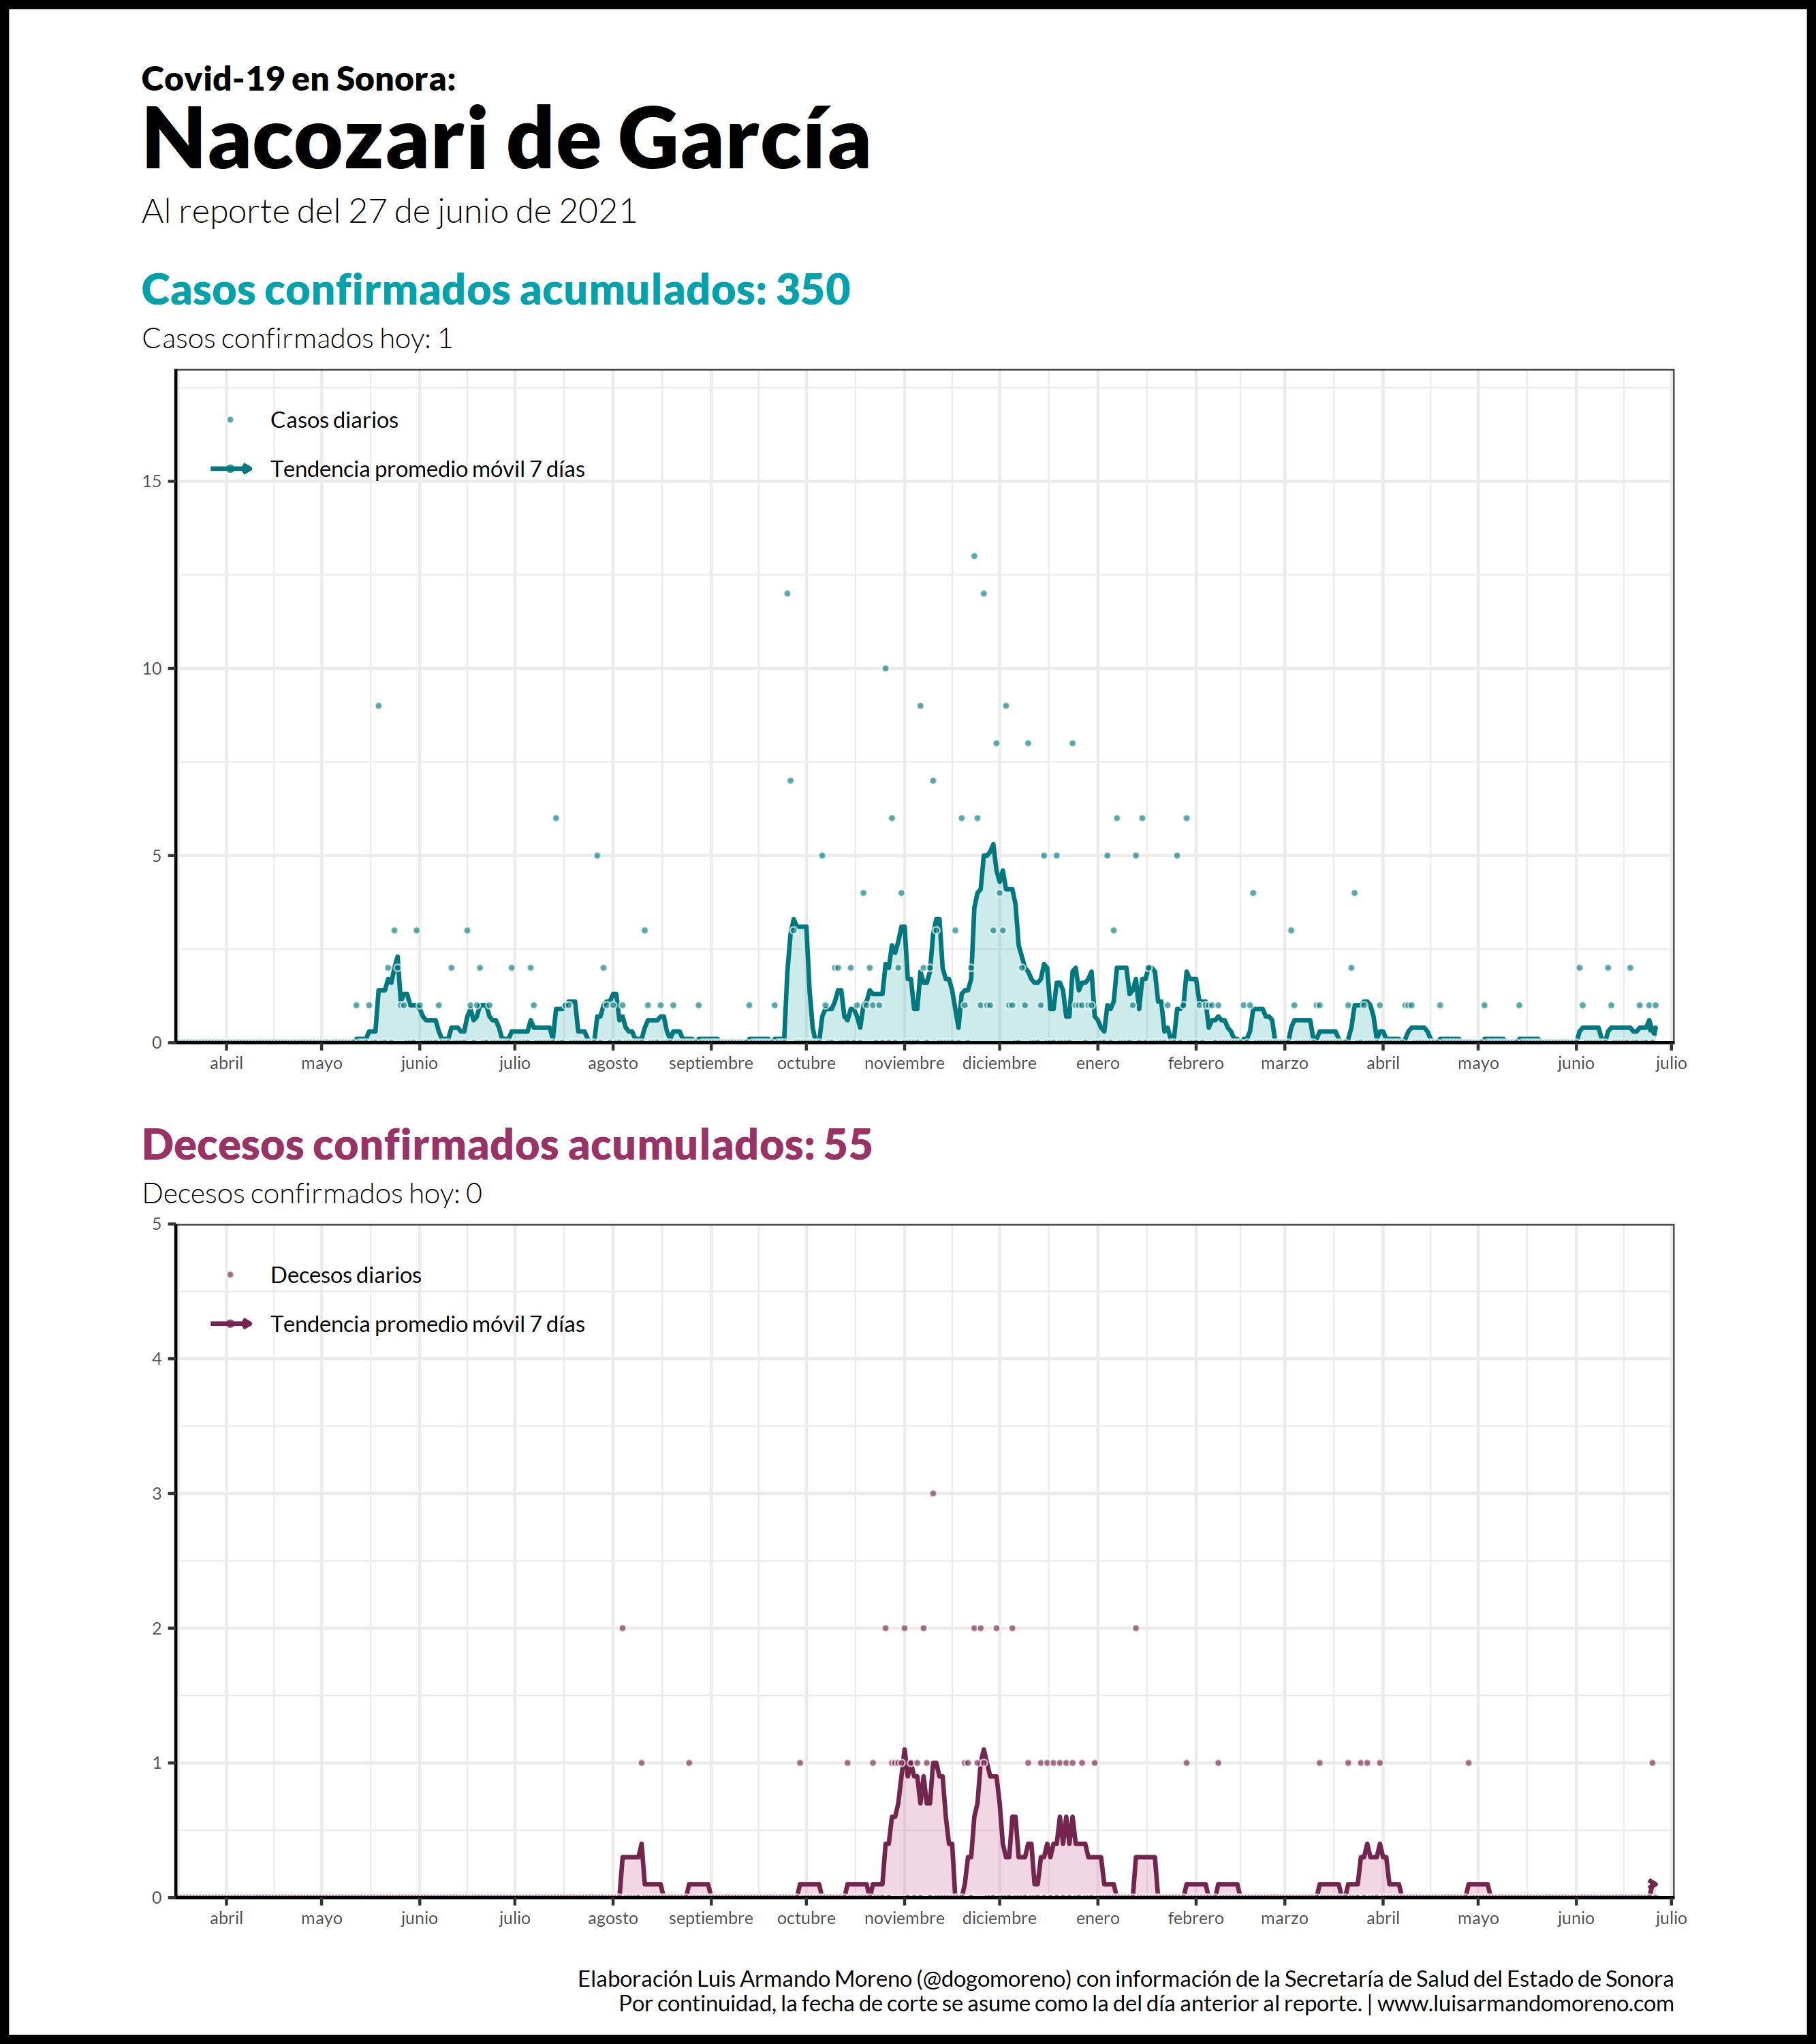 Covid-19 en Sonora:
Nacozari de García
Al reporte del 27 de junio de 2021
Casos confirmados acumulados: 350
Casos confirmados hoy: 1
Casos diarios
Tendencia promedio móvil 7 días
15
10
5
0
abril mayo junio julio agosto septiembre octubre noviembre diciembre enero febrero marzo abril mayo junio julio
Decesos confirmados acumulados: 55
Decesos confirmados hoy: 0
5
Decesos diarios
Tendencia promedio móvil 7 días
4
3
2
1
0
abril mayo junio julio agosto septiembre octubre noviembre diciembre enero febrero marzo abril mayo junio julio
Elaboración Luis Armando Moreno (@dogomoreno) con información de la Secretaría de Salud del Estado de Sonora
Por continuidad, la fecha de corte se asume como la del día anterior al reporte. | www.luisarmandomoreno.com